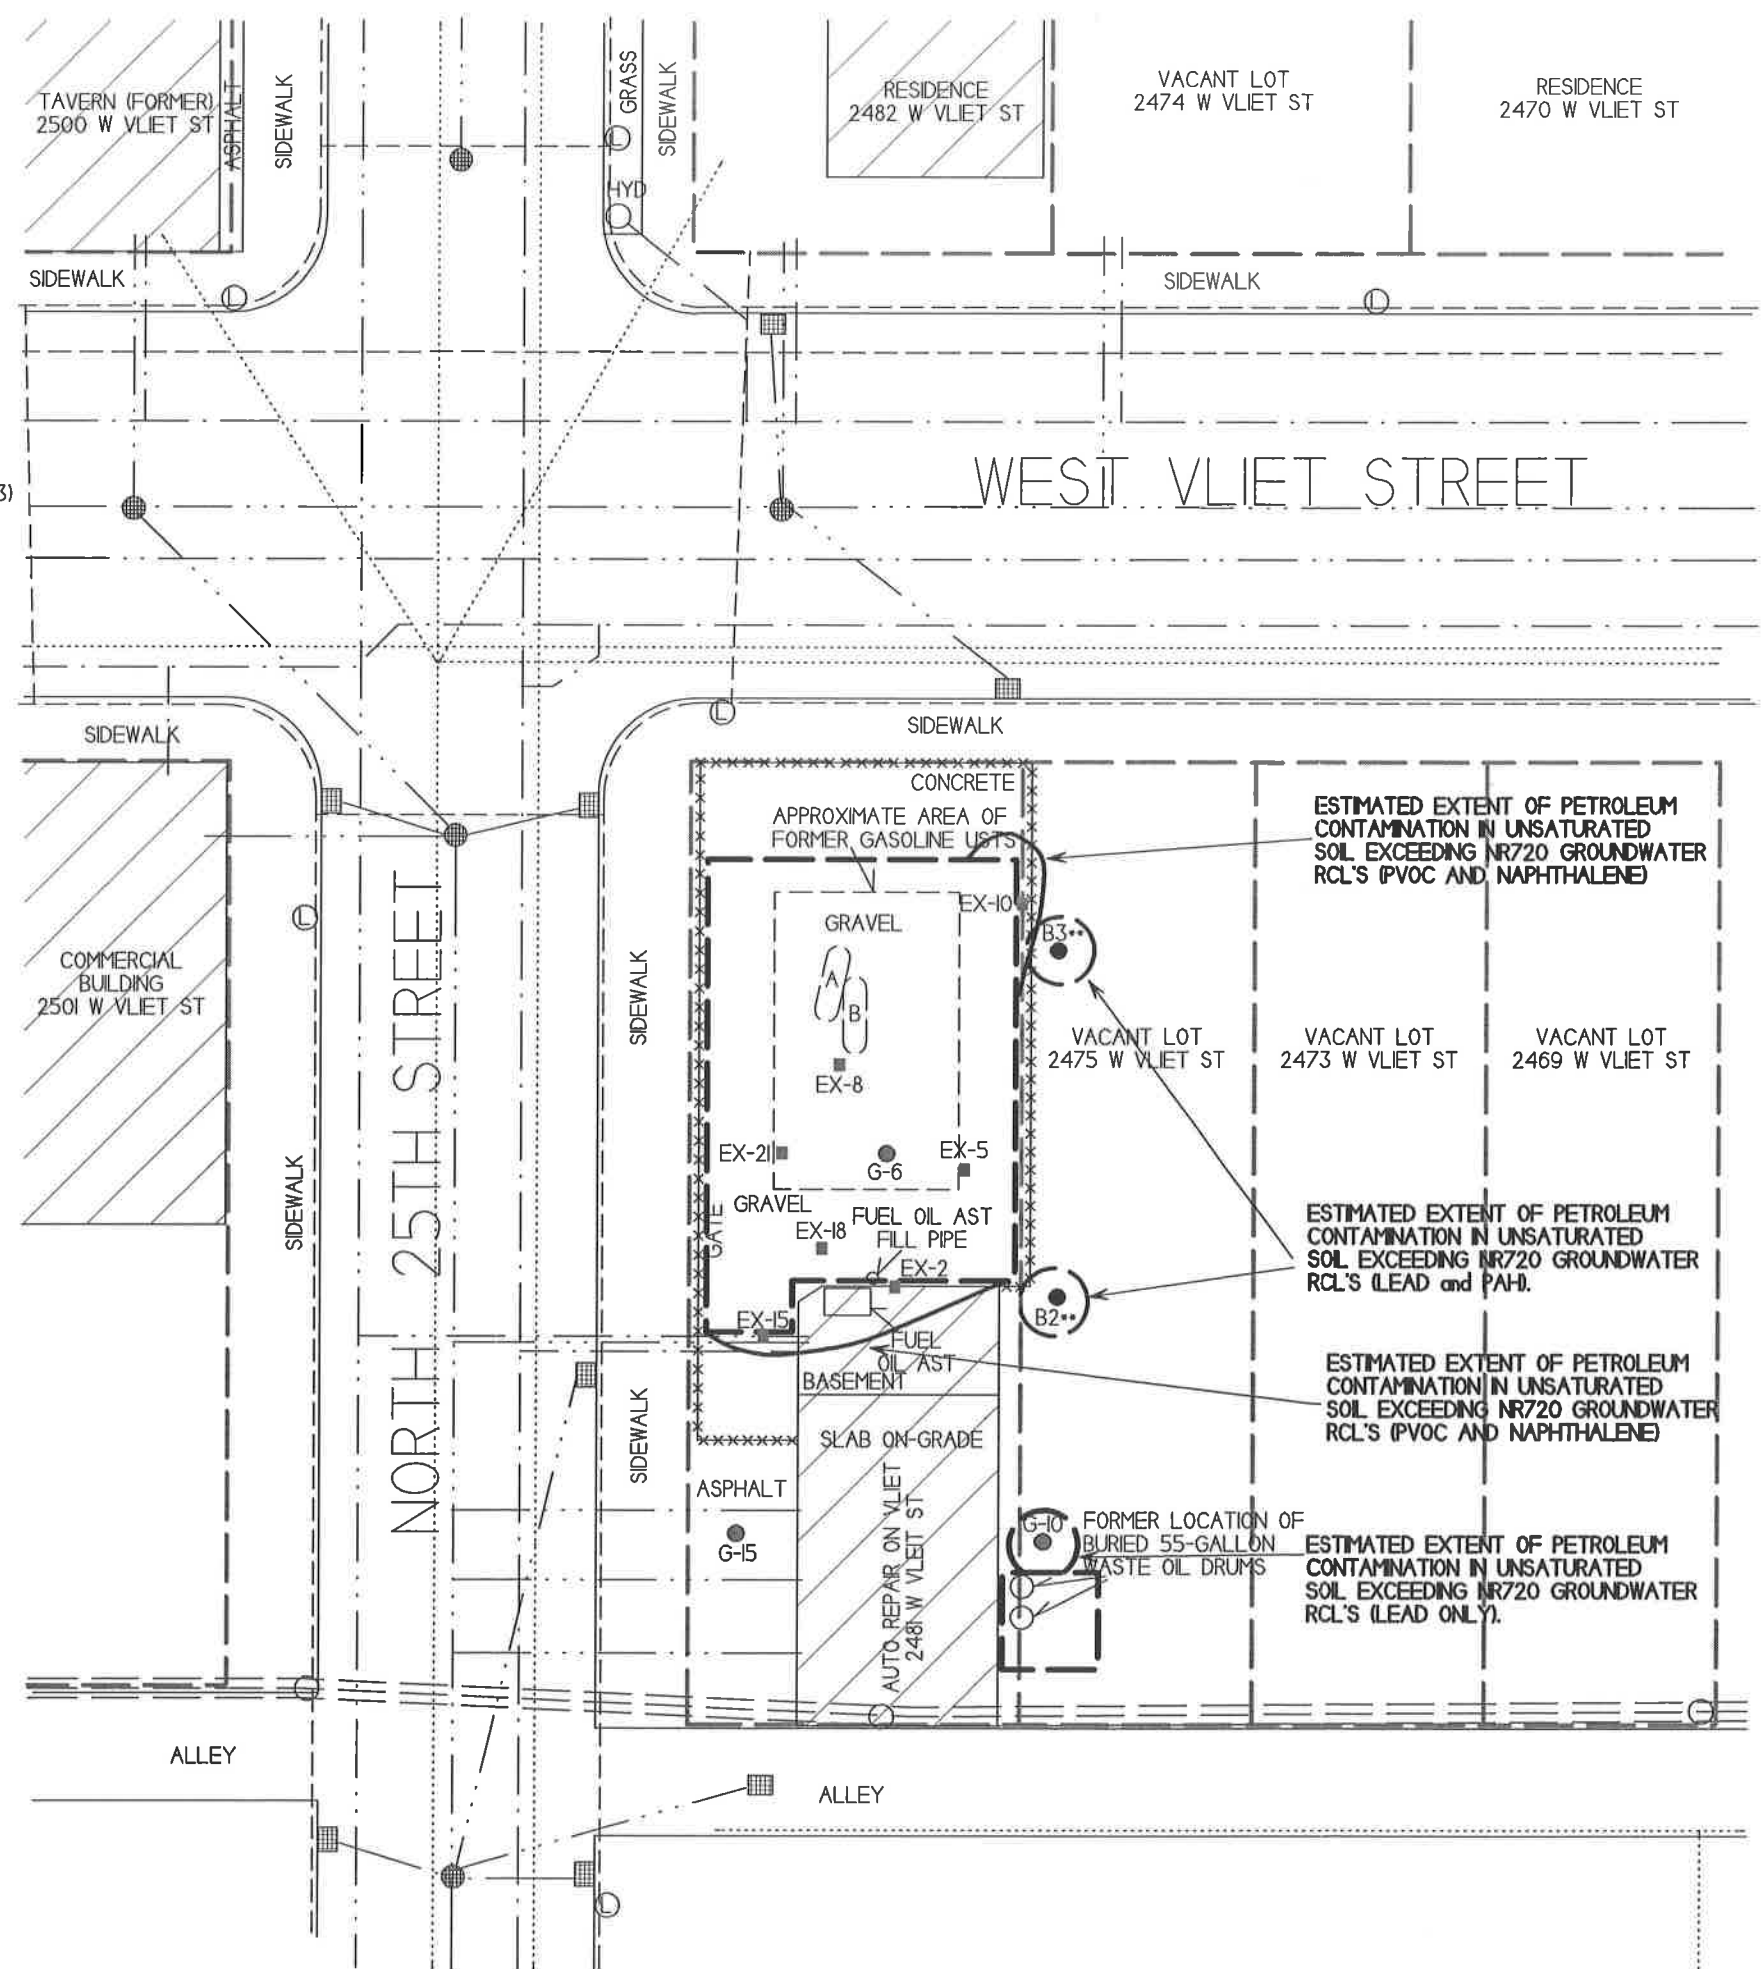 TAVERN (FORMER)
2500 W VLIET ST
ASPHALT
SIDEWALK
GRASS
SIDEWALK
HYD
L
RESIDENCE
2482 W VLIET ST
VACANT LOT
2474 W VLIET ST
RESIDENCE
2470 W VLIET ST
SIDEWALK
L
SIDEWALK
L
3)
WEST VLIET STREET
SIDEWALK
L
SIDEWALK
CONCRETE
APPROXIMATE AREA OF
FORMER GASOLINE USTS
ESTIMATED EXTENT OF PETROLEUM
CONTAMINATION IN UNSATURATED
SOIL EXCEEDING NR720 GROUNDWATER
RCL'S (PVOC AND NAPHTHALENE)
EX-10
GRAVEL
B3**
L
COMMERCIAL
BUILDING
2501 W VLIET ST
NORTH 25TH STREET
SIDEWALK
A
B
EX-8
VACANT LOT
2475 W VLIET ST
VACANT LOT
2473 W VLIET ST
VACANT LOT
2469 W VLIET ST
EX-21
G-6
EX-5
SIDEWALK
GRAVEL
GATE
EX-18
FUEL OIL AST
FILL PIPE
EX-2
ESTIMATED EXTENT OF PETROLEUM
CONTAMINATION IN UNSATURATED
SOIL EXCEEDING NR720 GROUNDWATER
RCL'S (LEAD and PAH).
B2**
EX-15
FUEL
OIL AST
BASEMENT
ESTIMATED EXTENT OF PETROLEUM
CONTAMINATION IN UNSATURATED
SOIL EXCEEDING NR720 GROUNDWATER
RCL'S (PVOC AND NAPHTHALENE)
SIDEWALK
SLAB ON-GRADE
ASPHALT
G-15
AUTO REPAIR ON VLIET
2481 W VLEIT ST
G-10
FORMER LOCATION OF
BURIED 55-GALLON
WASTE OIL DRUMS
ESTIMATED EXTENT OF PETROLEUM
CONTAMINATION IN UNSATURATED
SOIL EXCEEDING NR720 GROUNDWATER
RCL'S (LEAD ONLY).
ALLEY
ALLEY
L